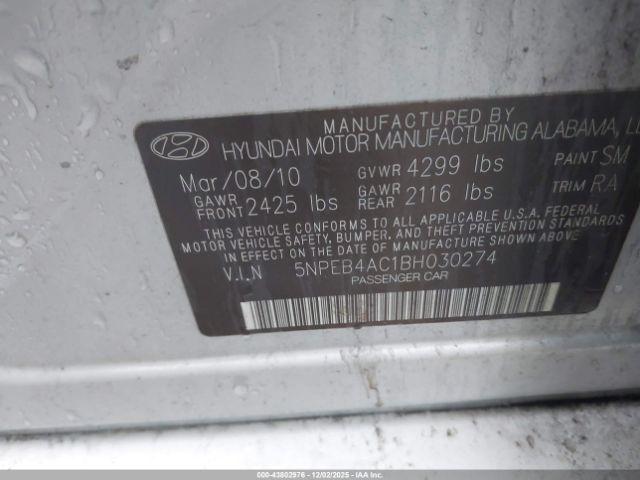 MANUFACTURED BY
HYUNDAI MOTOR MANUFACTURING ALABAMA,
Mar/08/10 GVWR 4299 lbs PAINT SM
GAWR FRONT 2425 lbs GAWR REAR 2116 lbs TRIM RA
THIS VEHICLE CONFORMS TO ALL APPLICABLE U.S.A. FEDERAL
MOTOR VEHICLE SAFETY, BUMPER, AND THEFT PREVENTION
STANDARDS IN EFFECT ON THE DATE OF
MANUFACTURE SHOWN ABOVE.
V.I.N 5NPEB4AC1BH030274
PASSENGER CAR
000-43802976 | 12/02/2025 | IAA Inc.